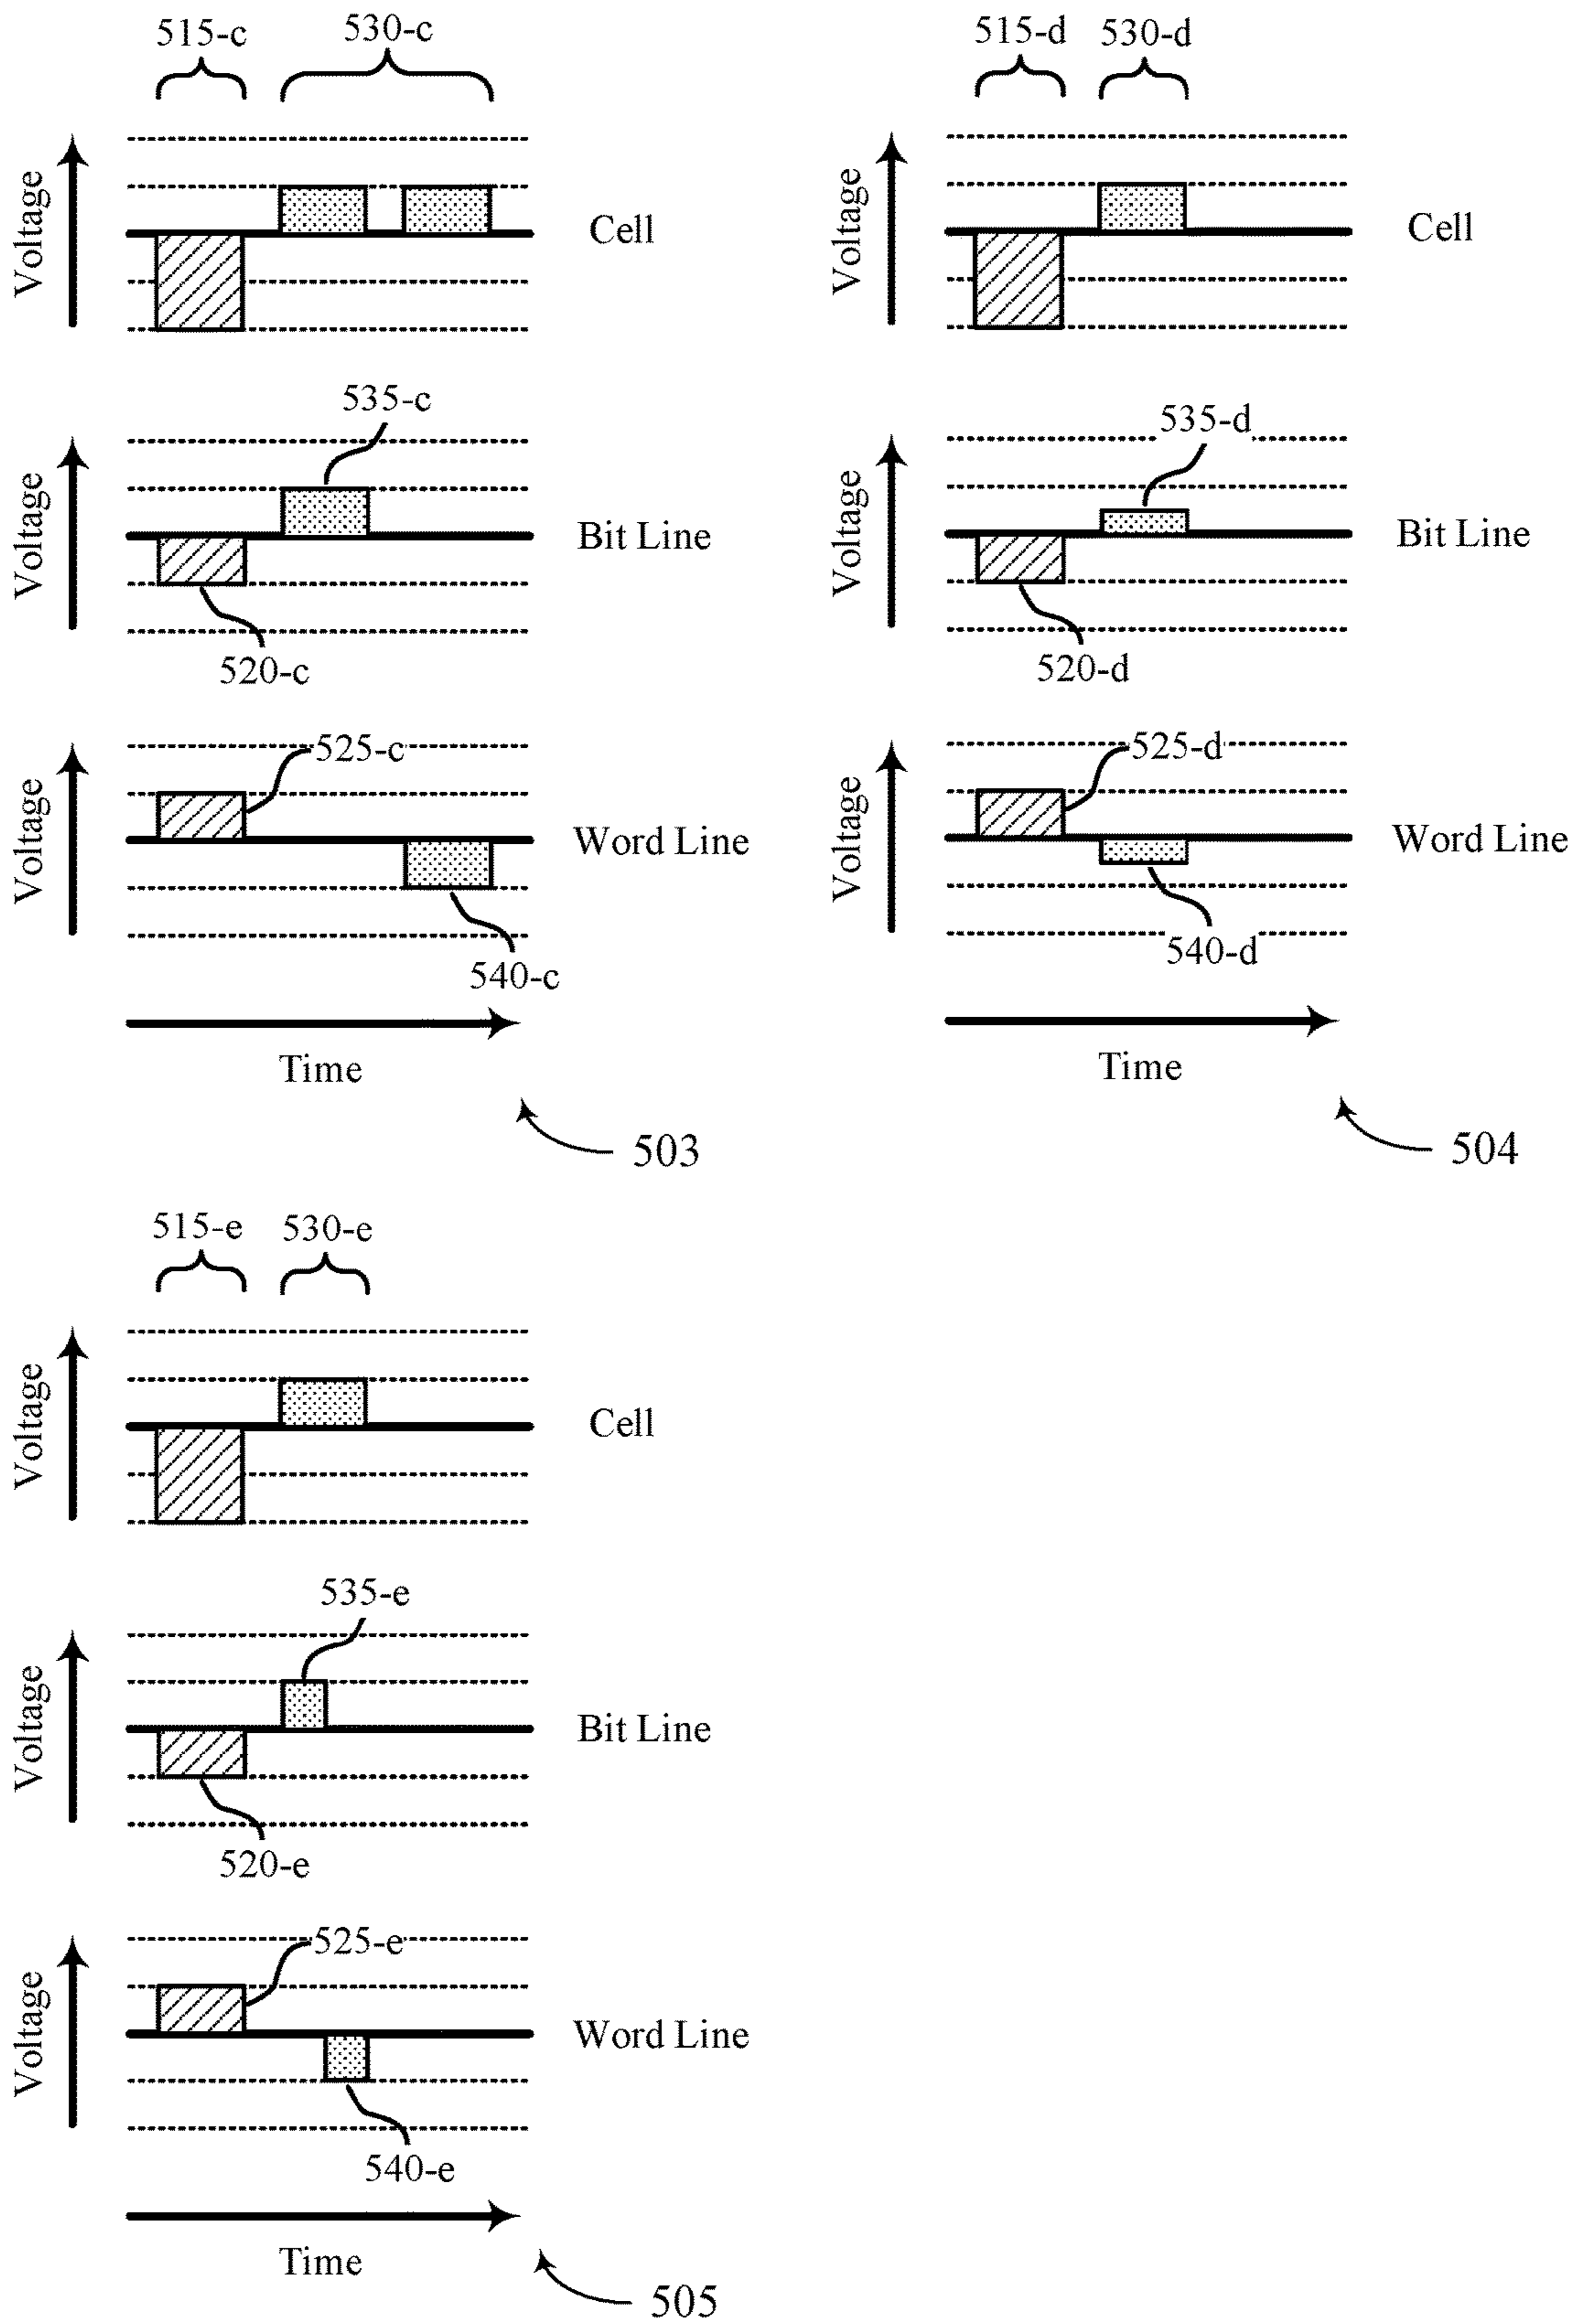 515-c 530-c
Voltage
Cell
535-c
Voltage
Bit Line
520-c
525-c
Voltage
Word Line
540-c
Time
503
515-d 530-d
Voltage
Cell
535-d
Voltage
Bit Line
520-d
525-d
Voltage
Word Line
540-d
Time
504
515-e 530-e
Voltage
Cell
535-e
Voltage
Bit Line
520-e
525-e
Voltage
Word Line
540-e
Time
505